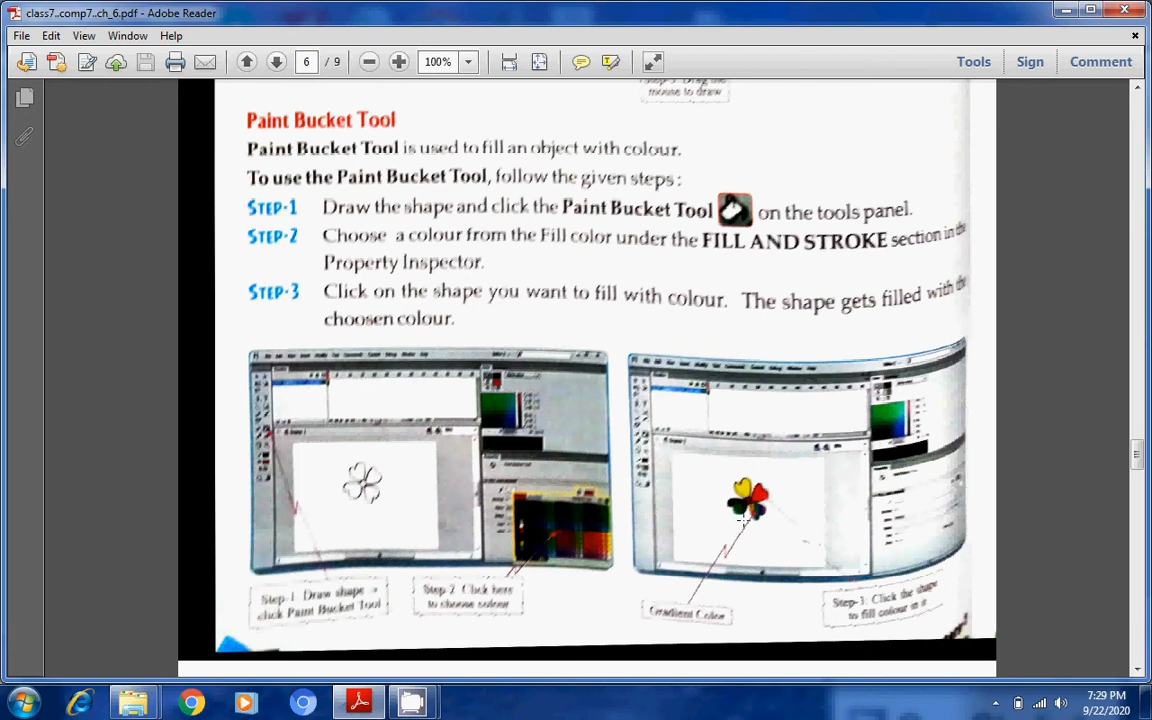 class7..comp7..ch_6.pdf - Adobe Reader
File Edit View Window Help
6 / 9 100% Tools Sign Comment
mouse to draw
Paint Bucket Tool
Paint Bucket Tool is used to fill an object with colour.
To use the Paint Bucket Tool, follow the given steps :
STEP-1 Draw the shape and click the Paint Bucket Tool on the tools panel.
STEP-2 Choose a colour from the Fill color under the FILL AND STROKE section in the
Property Inspector.
STEP-3 Click on the shape you want to fill with colour. The shape gets filled with the
choosen colour.
Step-1 Draw shape
click Paint Bucket Tool
Step 2 Click here
to choose colour
Gradient Color
Step-3 Click the shape
to fill colour in it
7:29 PM
9/22/2020